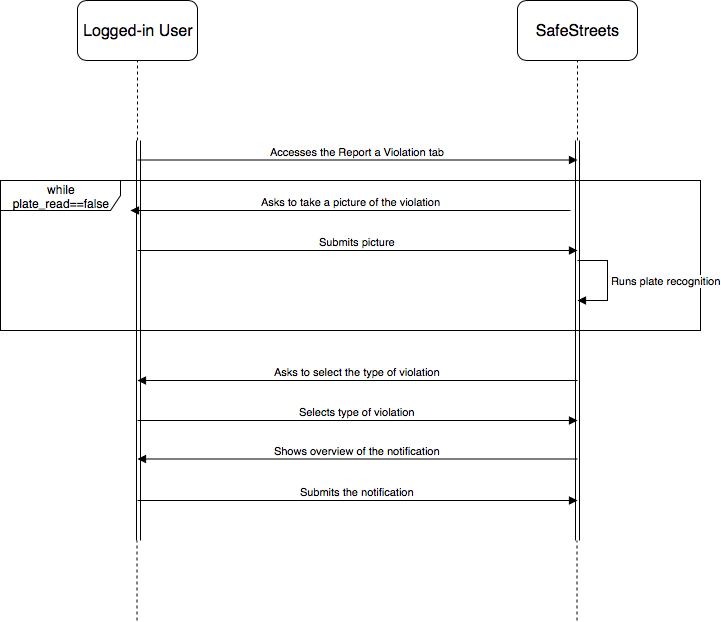 Logged-in User
SafeStreets
Accesses the Report a Violation tab
while
plate_read==false
Asks to take a picture of the violation
Submits picture
Runs plate recognition
Asks to select the type of violation
Selects type of violation
Shows overview of the notification
Submits the notification